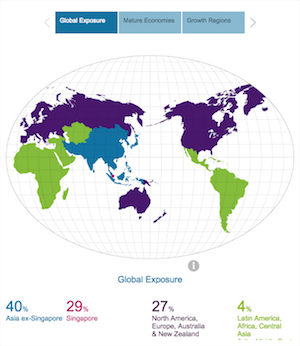 Global Exposure
Mature Economies
Growth Regions
Global Exposure
40%
Asia ex-Singapore
29%
Singapore
27%
North America,
Europe, Australia
& New Zealand
4%
Latin America,
Africa, Central
Asia